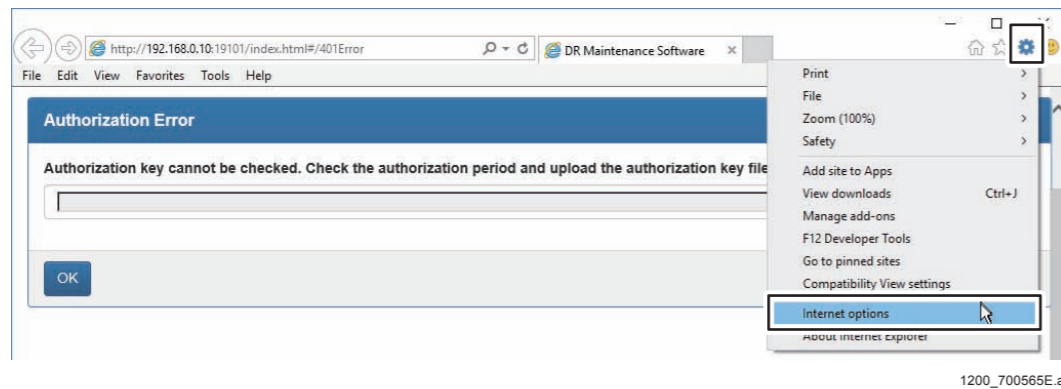 http://192.168.0.10:19101/index.html#/401Error
DR Maintenance Software
File Edit View Favorites Tools Help
Authorization Error
Authorization key cannot be checked. Check the authorization period and upload the authorization key file
OK
Print
File
Zoom (100%)
Safety
Add site to Apps
View downloads Ctrl+J
Manage add-ons
F12 Developer Tools
Go to pinned sites
Compatibility View settings
Internet options
About Internet Explorer
1200_700565E.a